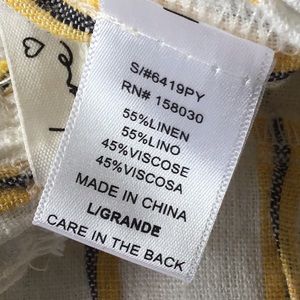 S/#6419PY
RN# 158030
55%LINEN
55%LINO
45%VISCOSE
45%VISCOSA
MADE IN CHINA
L/GRANDE
CARE IN THE BACK